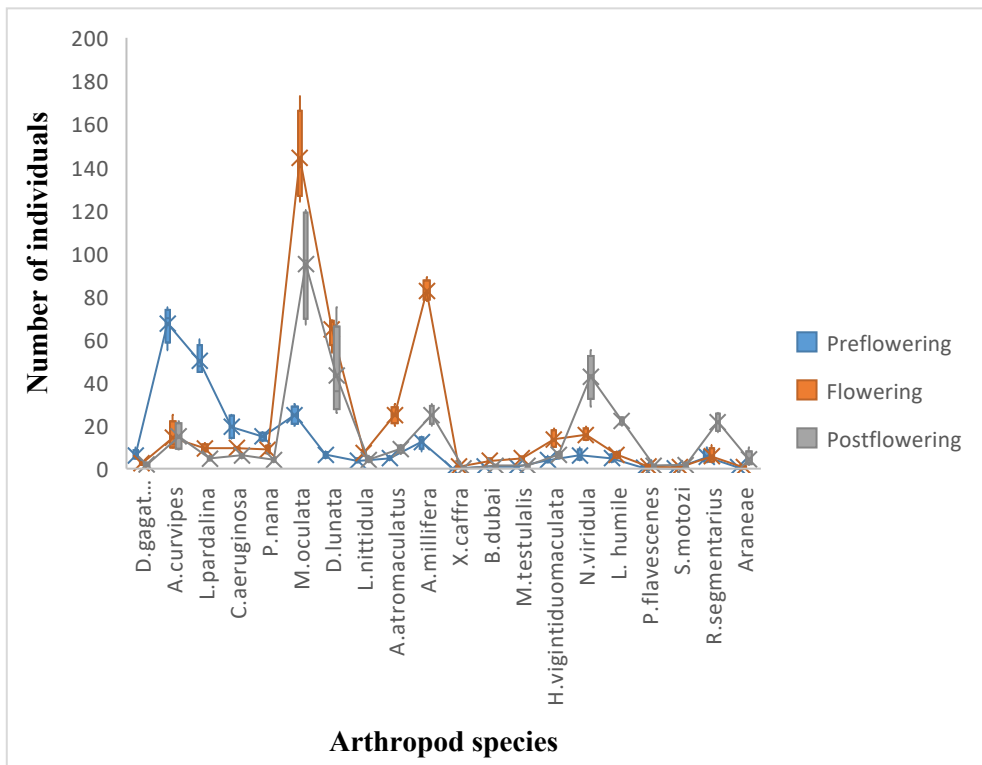 200
180
160
140
120
100
80
60
40
20
0
Number of individuals
D.gagat...
A.curvipes
L.pardalina
C.aeruginosa
P.nana
M.oculata
D.lunata
L.nittidula
A.atromaculatus
A.millifera
X.caffra
B.dubai
M.testulalis
H.vigintiduomaculata
N.viridula
L. humile
P.flavescenes
S.motozi
R.segmentarius
Araneae
Arthropod species
Preflowering
Flowering
Postflowering